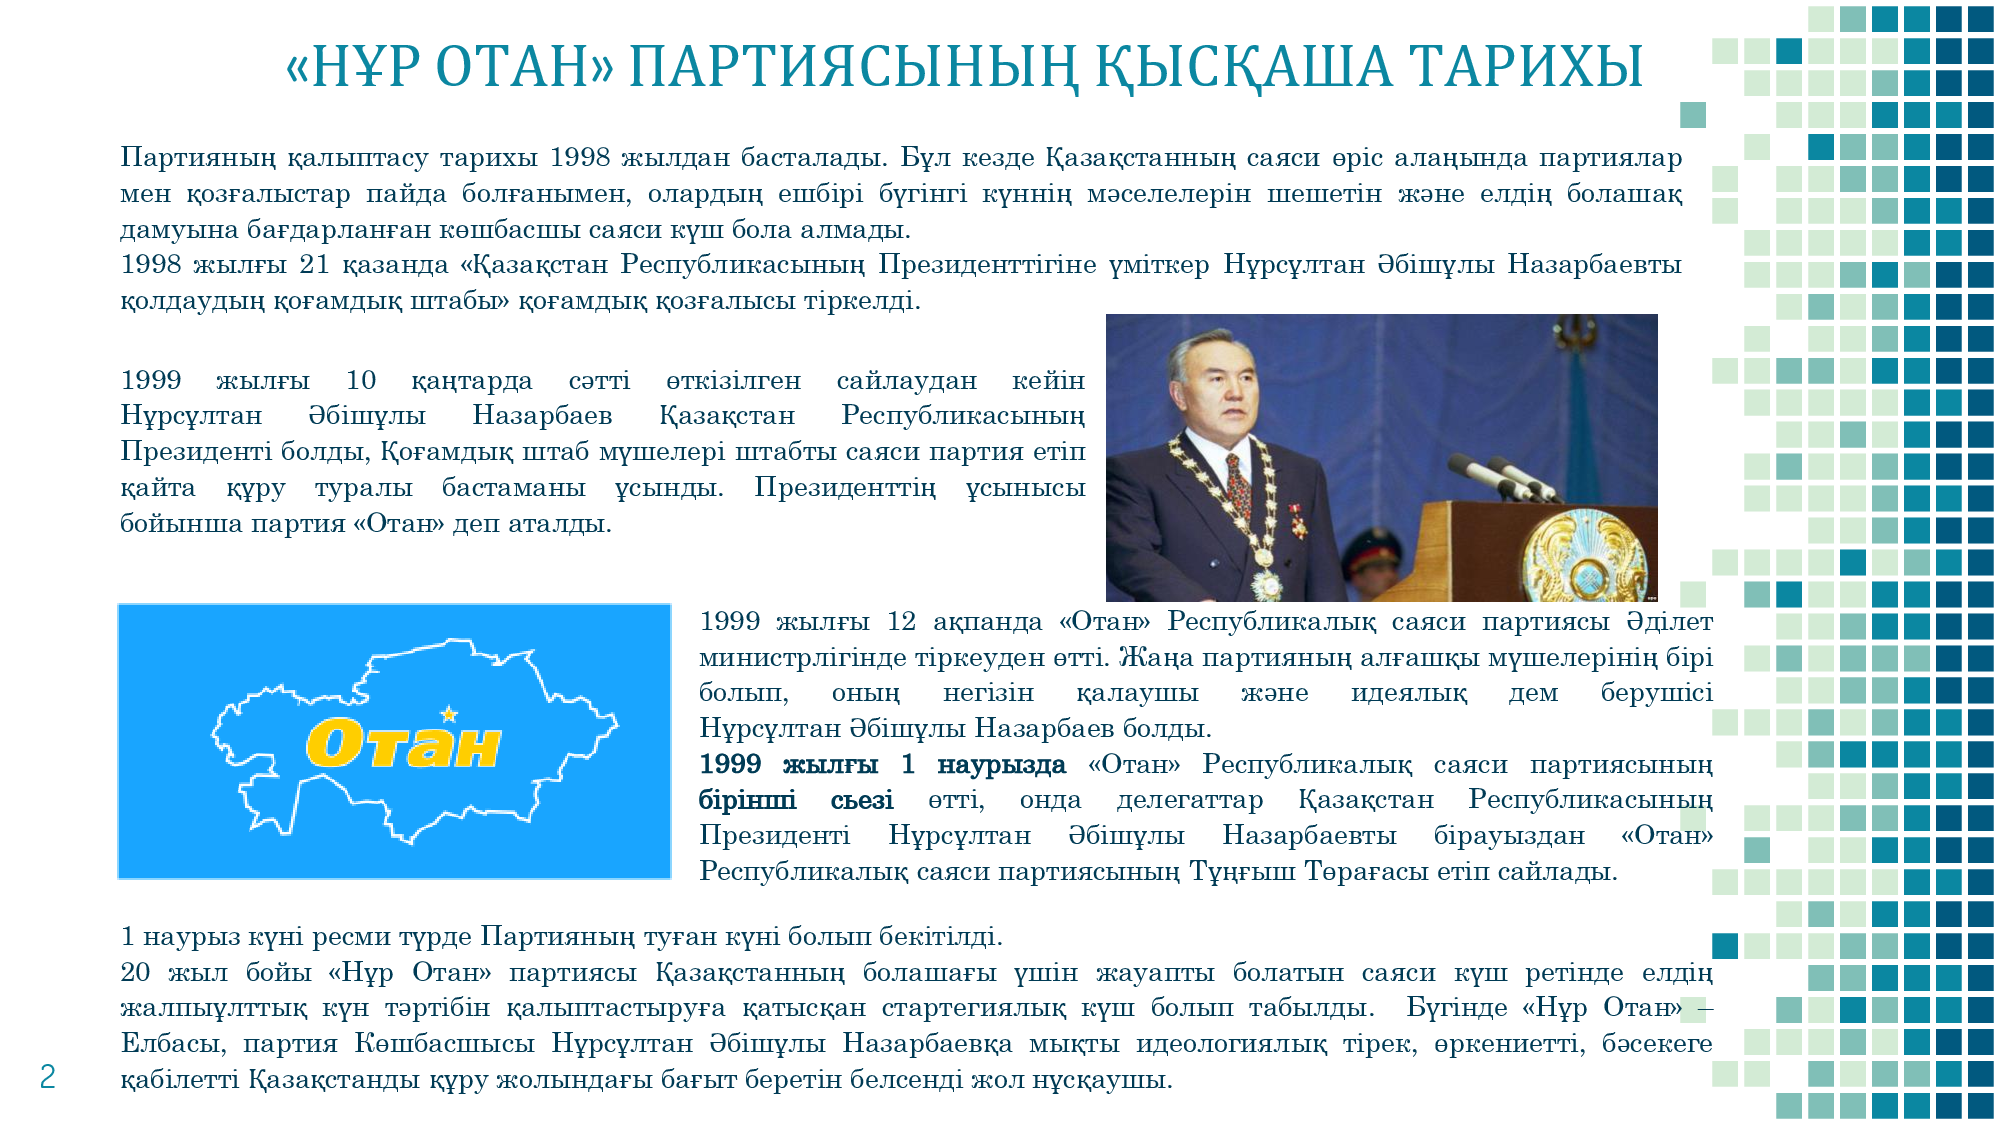 «НҰР ОТАН» ПАРТИЯСЫНЫҢ ҚЫСҚАША ТАРИХЫ
Партияның қалыптасу тарихы 1998 жылдан басталады. Бұл кезде Қазақстанның саяси өріс алаңында партиялар
мен қозғалыстар пайда болғанымен, олардың ешбірі бүгінгі күннің мәселелерін шешетін және елдің болашақ
дамуына бағдарланған көшбасшы саяси күш бола алмады.
1998 жылғы 21 қазанда «Қазақстан Республикасының Президенттігіне үміткер Нұрсұлтан Әбішұлы Назарбаевты
қолдаудың қоғамдық штабы» қоғамдық қозғалысы тіркелді.
1999 жылғы 10 қаңтарда сәтті өткізілген сайлаудан кейін
Нұрсұлтан Әбішұлы Назарбаев Қазақстан Республикасының
Президенті болды, Қоғамдық штаб мүшелері штабты саяси партия етіп
қайта құру туралы бастаманы ұсынды. Президенттің ұсынысы
бойынша партия «Отан» деп аталды.
Отан
1999 жылғы 12 ақпанда «Отан» Республикалық саяси партиясы Әділет
министрлігінде тіркеуден өтті. Жаңа партияның алғашқы мүшелерінің бірі
болып, оның негізін қалаушы және идеялық дем берушісі
Нұрсұлтан Әбішұлы Назарбаев болды.
1999 жылғы 1 наурызда «Отан» Республикалық саяси партиясының
бірінші сьезі өтті, онда делегаттар Қазақстан Республикасының
Президенті Нұрсұлтан Әбішұлы Назарбаевты бірауыздан «Отан»
Республикалық саяси партиясының Тұңғыш Төрағасы етіп сайлады.
1 наурыз күні ресми түрде Партияның туған күні болып бекітілді.
20 жыл бойы «Нұр Отан» партиясы Қазақстанның болашағы үшін жауапты болатын саяси күш ретінде елдің
жалпыұлттық күн тәртібін қалыптастыруға қатысқан стартегиялық күш болып табылды. Бүгінде «Нұр Отан» –
Елбасы, партия Көшбасшысы Нұрсұлтан Әбішұлы Назарбаевқа мықты идеологиялық тірек, өркениетті, бәсекеге
қабілетті Қазақстанды құру жолындағы бағыт беретін белсенді жол нұсқаушы.
2